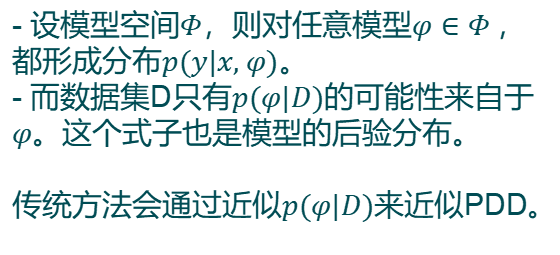 - 设模型空间Φ，则对任意模型φ ∈ Φ，
都形成分布p(y|x, φ)。
- 而数据集D只有p(φ|D)的可能性来自于
φ。这个式子也是模型的后验分布。
传统方法会通过近似p(φ|D)来近似PDD。